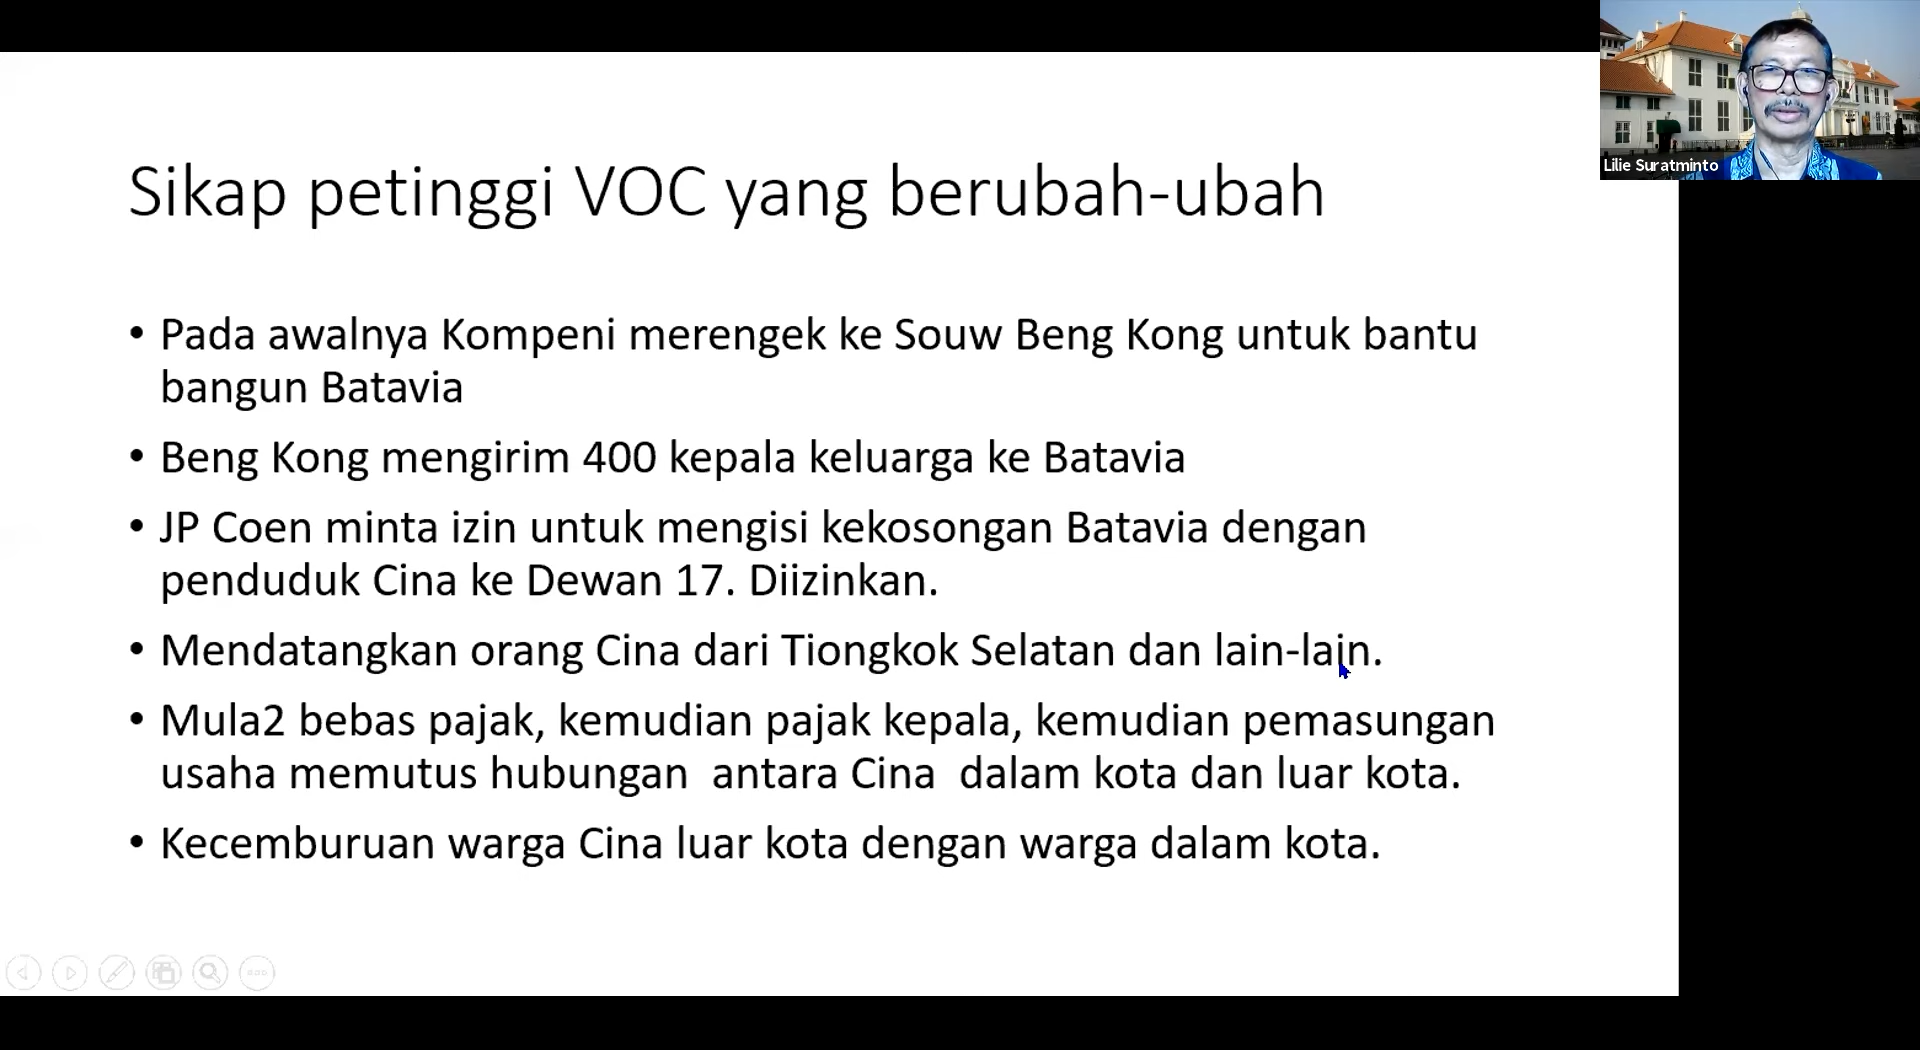 Sikap petinggi VOC yang berubah-ubah
• Pada awalnya Kompeni merengek ke Souw Beng Kong untuk bantu
bangun Batavia
• Beng Kong mengirim 400 kepala keluarga ke Batavia
• JP Coen minta izin untuk mengisi kekosongan Batavia dengan
penduduk Cina ke Dewan 17. Diizinkan.
• Mendatangkan orang Cina dari Tiongkok Selatan dan lain-lain.
• Mula2 bebas pajak, kemudian pajak kepala, kemudian pemasungan
usaha memutus hubungan  antara Cina  dalam kota dan luar kota.
• Kecemburuan warga Cina luar kota dengan warga dalam kota.
Lilie Suratminto